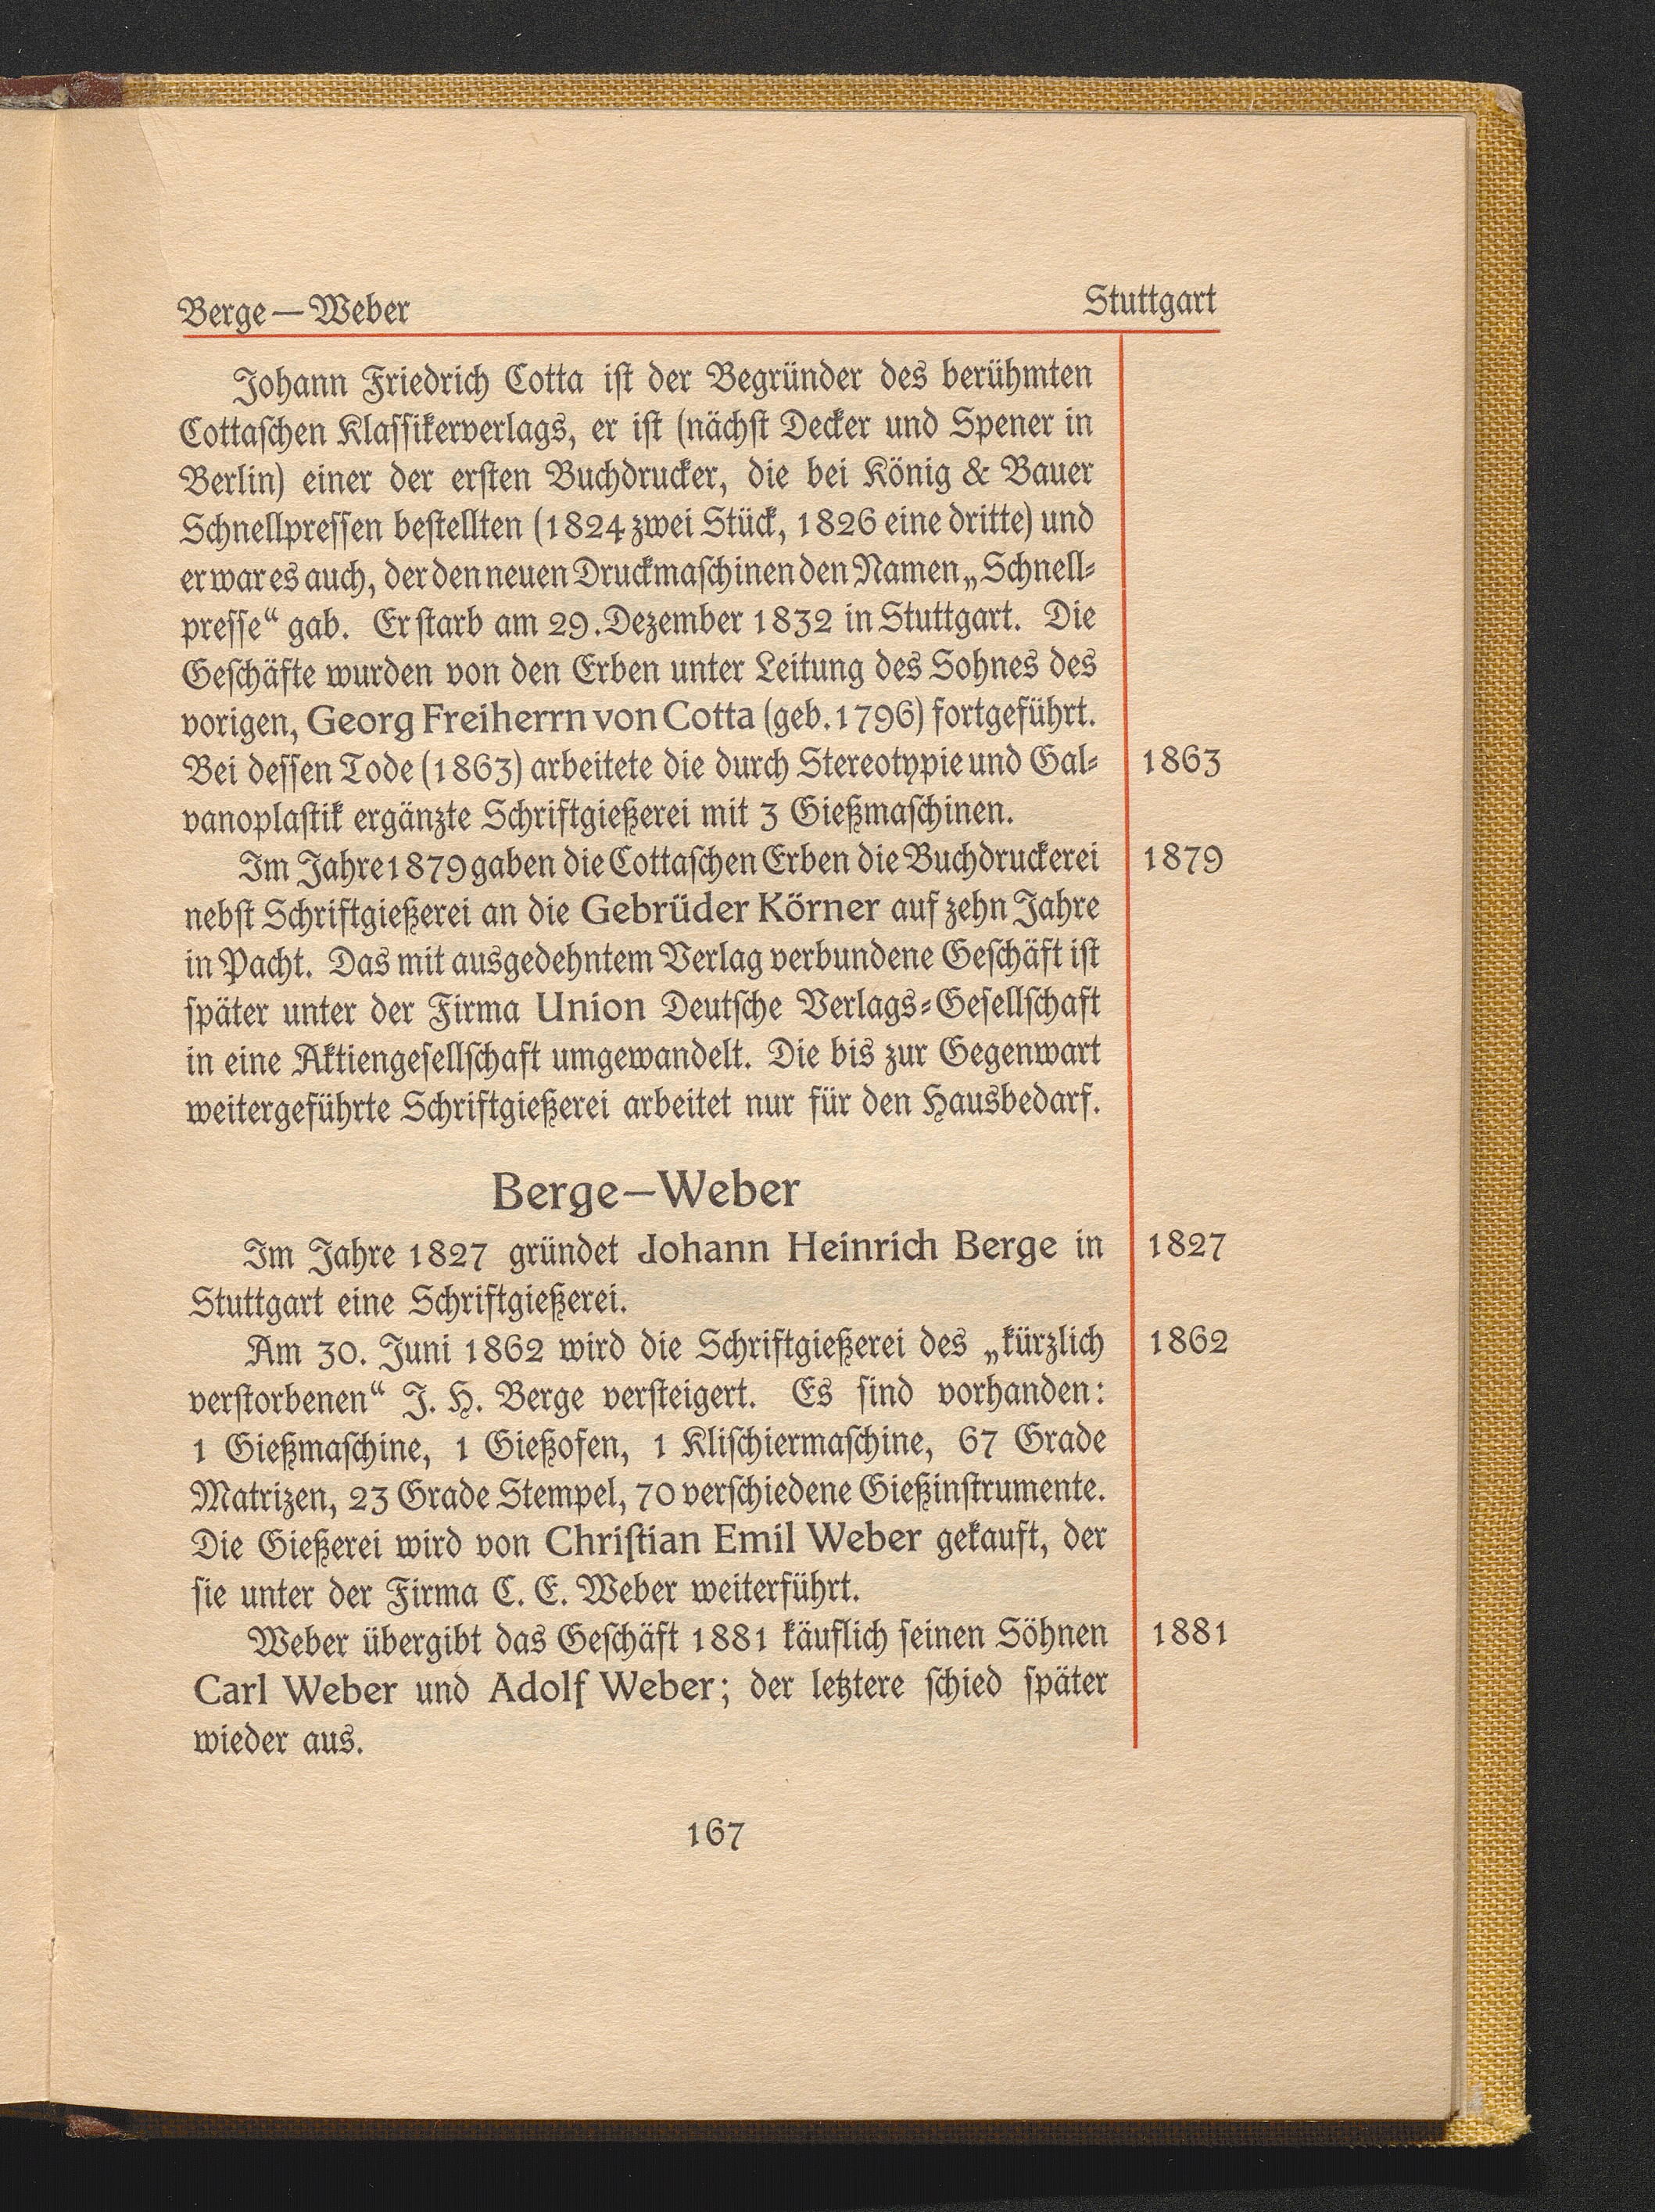 Berge — Weber
Stuttgart
Johann Friedrich Cotta iſt der Begründer des berühmten
Cottaſchen Klaſſikerverlags, er iſt (nächſt Decker und Spener in
Berlin) einer der erſten Buchdrucker, die bei König & Bauer
Schnellpreſſen beſtellten (1824 zwei Stück, 1826 eine dritte) und
er war es auch, der den neuen Druckmaſchinen den Namen „Schnell-
preſſe“ gab. Er ſtarb am 29. Dezember 1832 in Stuttgart. Die
Geſchäfte wurden von den Erben unter Leitung des Sohnes des
vorigen, Georg Freiherrn von Cotta (geb. 1796) fortgeführt.
Bei deſſen Tode (1863) arbeitete die durch Stereotypie und Gal-
1863
vanoplaſtik ergänzte Schriftgießerei mit 3 Gießmaſchinen.
Im Jahre 1879 gaben die Cottaſchen Erben die Buchdruckerei
1879
nebſt Schriftgießerei an die Gebrüder Körner auf zehn Jahre
in Pacht. Das mit ausgedehntem Verlag verbundene Geſchäft iſt
ſpäter unter der Firma Union Deutſche Verlags-Geſellſchaft
in eine Aktiengeſellſchaft umgewandelt. Die bis zur Gegenwart
weitergeführte Schriftgießerei arbeitet nur für den Hausbedarf.
Berge—Weber
Im Jahre 1827 gründet Johann Heinrich Berge in
1827
Stuttgart eine Schriftgießerei.
Am 30. Juni 1862 wird die Schriftgießerei des „kürzlich
1862
verſtorbenen“ J. H. Berge verſteigert. Es ſind vorhanden:
1 Gießmaſchine, 1 Gießofen, 1 Kliſchiermaſchine, 67 Grade
Matrizen, 23 Grade Stempel, 70 verſchiedene Gießinſtrumente.
Die Gießerei wird von Chriſtian Emil Weber gekauft, der
ſie unter der Firma C. E. Weber weiterführt.
Weber übergibt das Geſchäft 1881 käuflich ſeinen Söhnen
1881
Carl Weber und Adolf Weber; der letztere ſchied ſpäter
wieder aus.
167